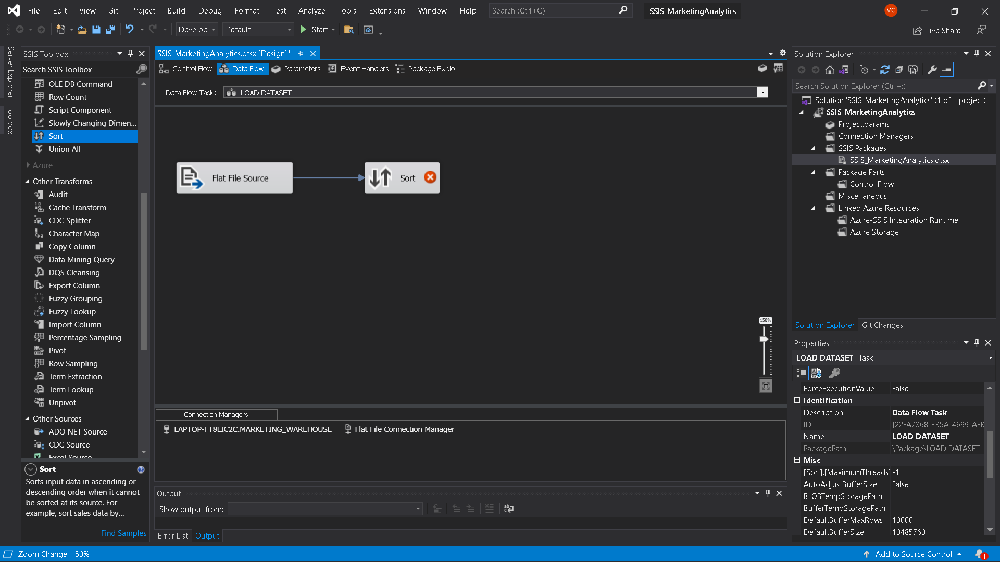 File Edit View Git Project Build Debug Format Test Analyze Tools Extensions Window Help Search (Ctrl+Q) SSIS_MarketingAnalytics VC
Develop Default Start Live Share
Server Explorer
Toolbox
SSIS Toolbox
Search SSIS Toolbox
OLE DB Command
Row Count
Script Component
Slowly Changing Dimen...
Sort
Union All
Azure
Other Transforms
Audit
Cache Transform
CDC Splitter
Character Map
Copy Column
Data Mining Query
DQS Cleansing
Export Column
Fuzzy Grouping
Fuzzy Lookup
Import Column
Percentage Sampling
Pivot
Row Sampling
Term Extraction
Term Lookup
Unpivot
Other Sources
ADO NET Source
CDC Source
Excel Source
Sort
Sorts input data in ascending or
descending order when it cannot
be sorted at its source. For
example, sort sales data by...
Find Samples
SSIS_MarketingAnalytics.dtsx [Design]*
Control Flow Data Flow Parameters Event Handlers Package Explo...
Data Flow Task: LOAD DATASET
Flat File Source
Sort
150%
Connection Managers
LAPTOP-FT8LIC2C.MARKETING_WAREHOUSE Flat File Connection Manager
Output
Show output from:
Error List Output
Solution Explorer
Search Solution Explorer (Ctrl+;)
Solution 'SSIS_MarketingAnalytics' (1 of 1 project)
SSIS_MarketingAnalytics
Project.params
Connection Managers
SSIS Packages
SSIS_MarketingAnalytics.dtsx
Package Parts
Control Flow
Miscellaneous
Linked Azure Resources
Azure-SSIS Integration Runtime
Azure Storage
Solution Explorer Git Changes
Properties
LOAD DATASET Task
ForceExecutionValue False
Identification
Description Data Flow Task
ID {22FA7368-E35A-4699-AFB
Name LOAD DATASET
PackagePath \Package\LOAD DATASET
Misc
[Sort].[MaximumThreads] -1
AutoAdjustBufferSize False
BLOBTempStoragePath
BufferTempStoragePath
DefaultBufferMaxRows 10000
DefaultBufferSize 10485760
Zoom Change: 150% Add to Source Control 1